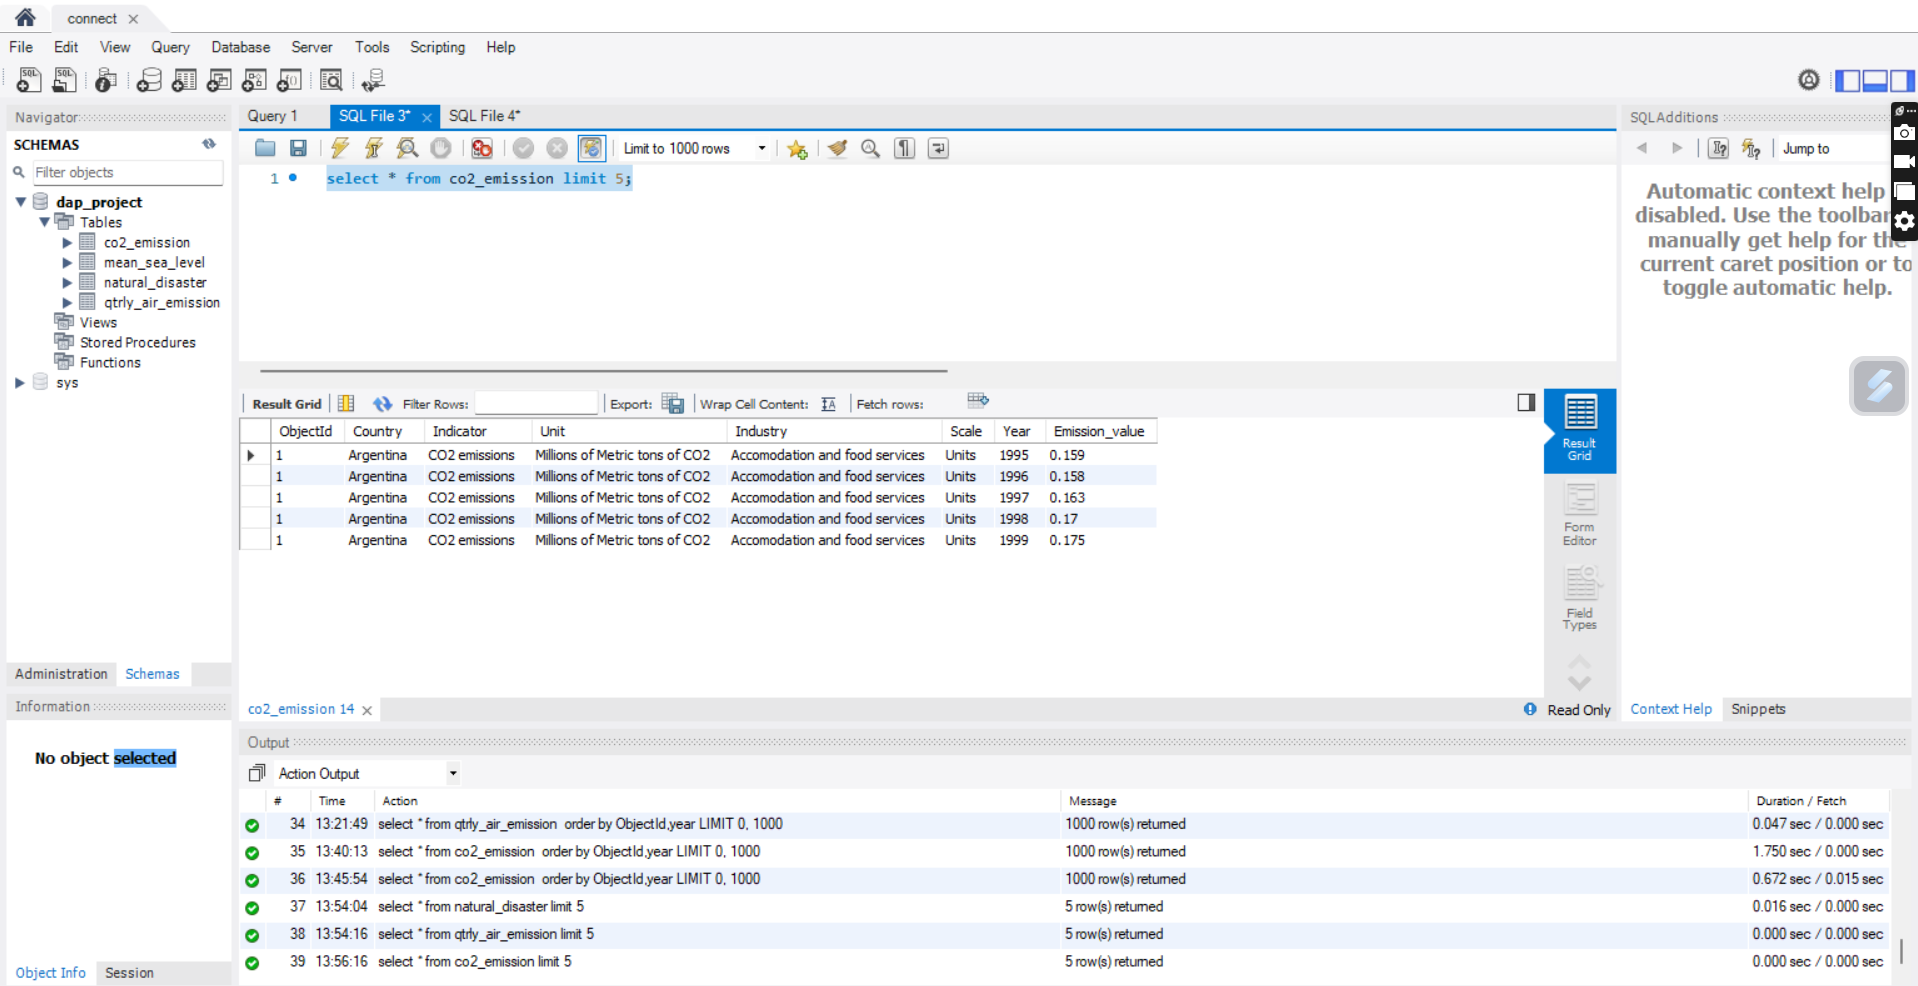 connect
File Edit View Query Database Server Tools Scripting Help
Navigator
SCHEMAS
Filter objects
dap_project
Tables
co2_emission
mean_sea_level
natural_disaster
qtrly_air_emission
Views
Stored Procedures
Functions
sys
Administration Schemas
Information
No object selected
Object Info Session
Query 1 SQL File 3* SQL File 4*
Limit to 1000 rows
1 select * from co2_emission limit 5;
Result Grid Filter Rows: Export: Wrap Cell Content: Fetch rows:
ObjectId Country Indicator Unit Industry Scale Year Emission_value
1 Argentina CO2 emissions Millions of Metric tons of CO2 Accomodation and food services Units 1995 0.159
1 Argentina CO2 emissions Millions of Metric tons of CO2 Accomodation and food services Units 1996 0.158
1 Argentina CO2 emissions Millions of Metric tons of CO2 Accomodation and food services Units 1997 0.163
1 Argentina CO2 emissions Millions of Metric tons of CO2 Accomodation and food services Units 1998 0.17
1 Argentina CO2 emissions Millions of Metric tons of CO2 Accomodation and food services Units 1999 0.175
Result
Grid
Form
Editor
Field
Types
co2_emission 14
Read Only
SQLAdditions
Jump to
Automatic context help
disabled. Use the toolbar
manually get help for the
current caret position or to
toggle automatic help.
Context Help Snippets
Output
Action Output
# Time Action Message Duration / Fetch
34 13:21:49 select * from qtrly_air_emission order by ObjectId,year LIMIT 0, 1000 1000 row(s) returned 0.047 sec / 0.000 sec
35 13:40:13 select * from co2_emission order by ObjectId,year LIMIT 0, 1000 1000 row(s) returned 1.750 sec / 0.000 sec
36 13:45:54 select * from co2_emission order by ObjectId,year LIMIT 0, 1000 1000 row(s) returned 0.672 sec / 0.015 sec
37 13:54:04 select * from natural_disaster limit 5 5 row(s) returned 0.016 sec / 0.000 sec
38 13:54:16 select * from qtrly_air_emission limit 5 5 row(s) returned 0.000 sec / 0.000 sec
39 13:56:16 select * from co2_emission limit 5 5 row(s) returned 0.000 sec / 0.000 sec